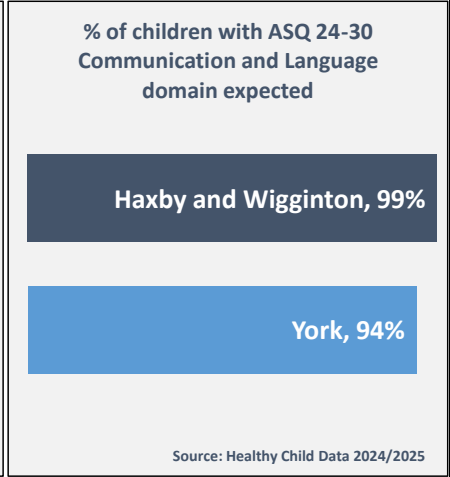 % of children with ASQ 24-30
Communication and Language
domain expected
Haxby and Wigginton, 99%
York, 94%
Source: Healthy Child Data 2024/2025